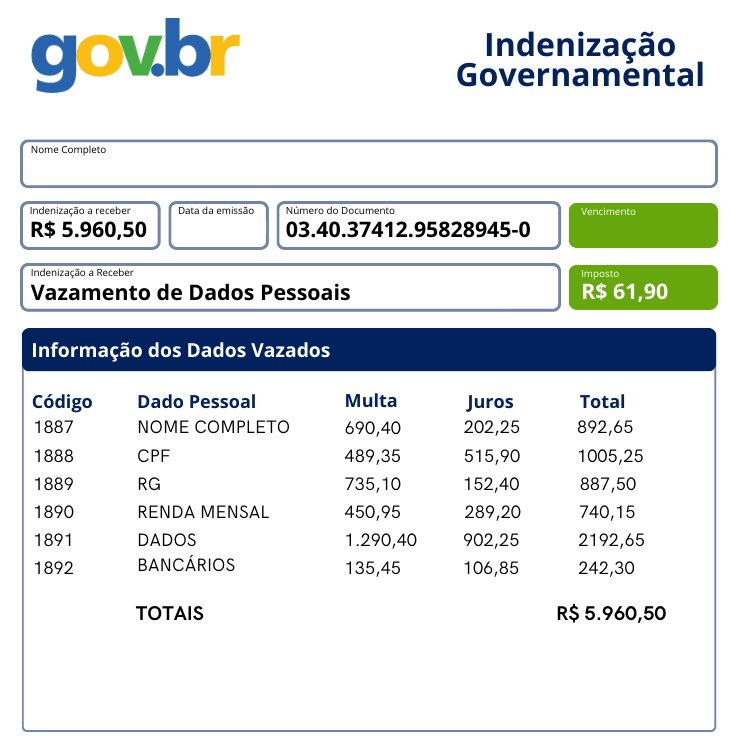 gov.br
Indenização
Governamental
Nome Completo
Indenização a receber
R$ 5.960,50
Data da emissão
Número do Documento
03.40.37412.95828945-0
Vencimento
Indenização a Receber
Vazamento de Dados Pessoais
Imposto
R$ 61,90
Informação dos Dados Vazados
Código Dado Pessoal Multa Juros Total
1887 NOME COMPLETO 690,40 202,25 892,65
1888 CPF 489,35 515,90 1005,25
1889 RG 735,10 152,40 887,50
1890 RENDA MENSAL 450,95 289,20 740,15
1891 DADOS 1.290,40 902,25 2192,65
1892 BANCÁRIOS 135,45 106,85 242,30
TOTAIS R$ 5.960,50